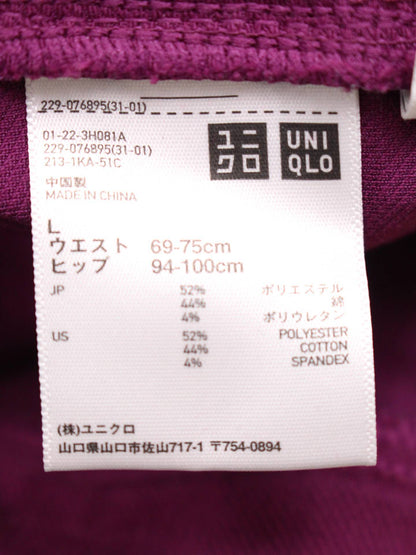 229-076895(31-01)
01-22-3H081A
229-076895(31-01)
213-1KA-51C
ユニ
クロ
UNI
QLO
中国製
MADE IN CHINA
L
ウエスト 69-75cm
ヒップ 94-100cm
JP 52% ポリエステル
44% 綿
4% ポリウレタン
US 52% POLYESTER
44% COTTON
4% SPANDEX
(株)ユニクロ
山口県山口市佐山717-1 〒754-0894